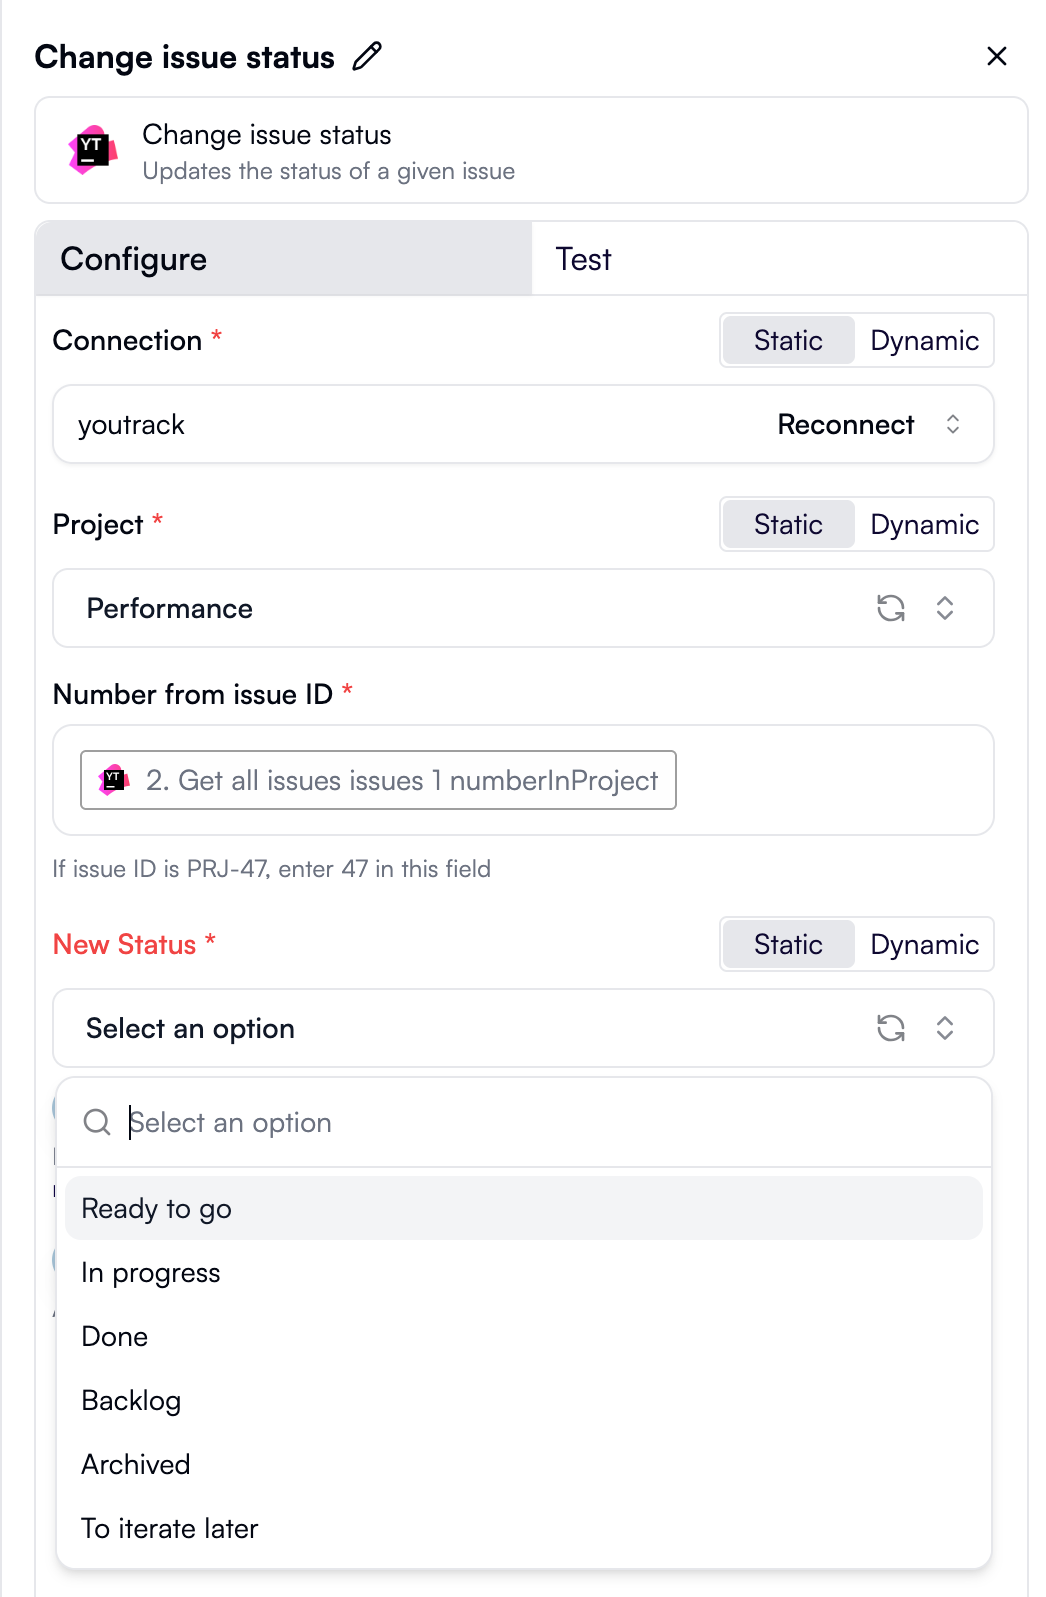 Change issue status
YT
Change issue status
Updates the status of a given issue
Configure
Test
Connection *
Static
Dynamic
youtrack
Reconnect
Project *
Static
Dynamic
Performance
Number from issue ID *
YT
2. Get all issues issues 1 numberInProject
If issue ID is PRJ-47, enter 47 in this field
New Status *
Static
Dynamic
Select an option
Select an option
Ready to go
In progress
Done
Backlog
Archived
To iterate later